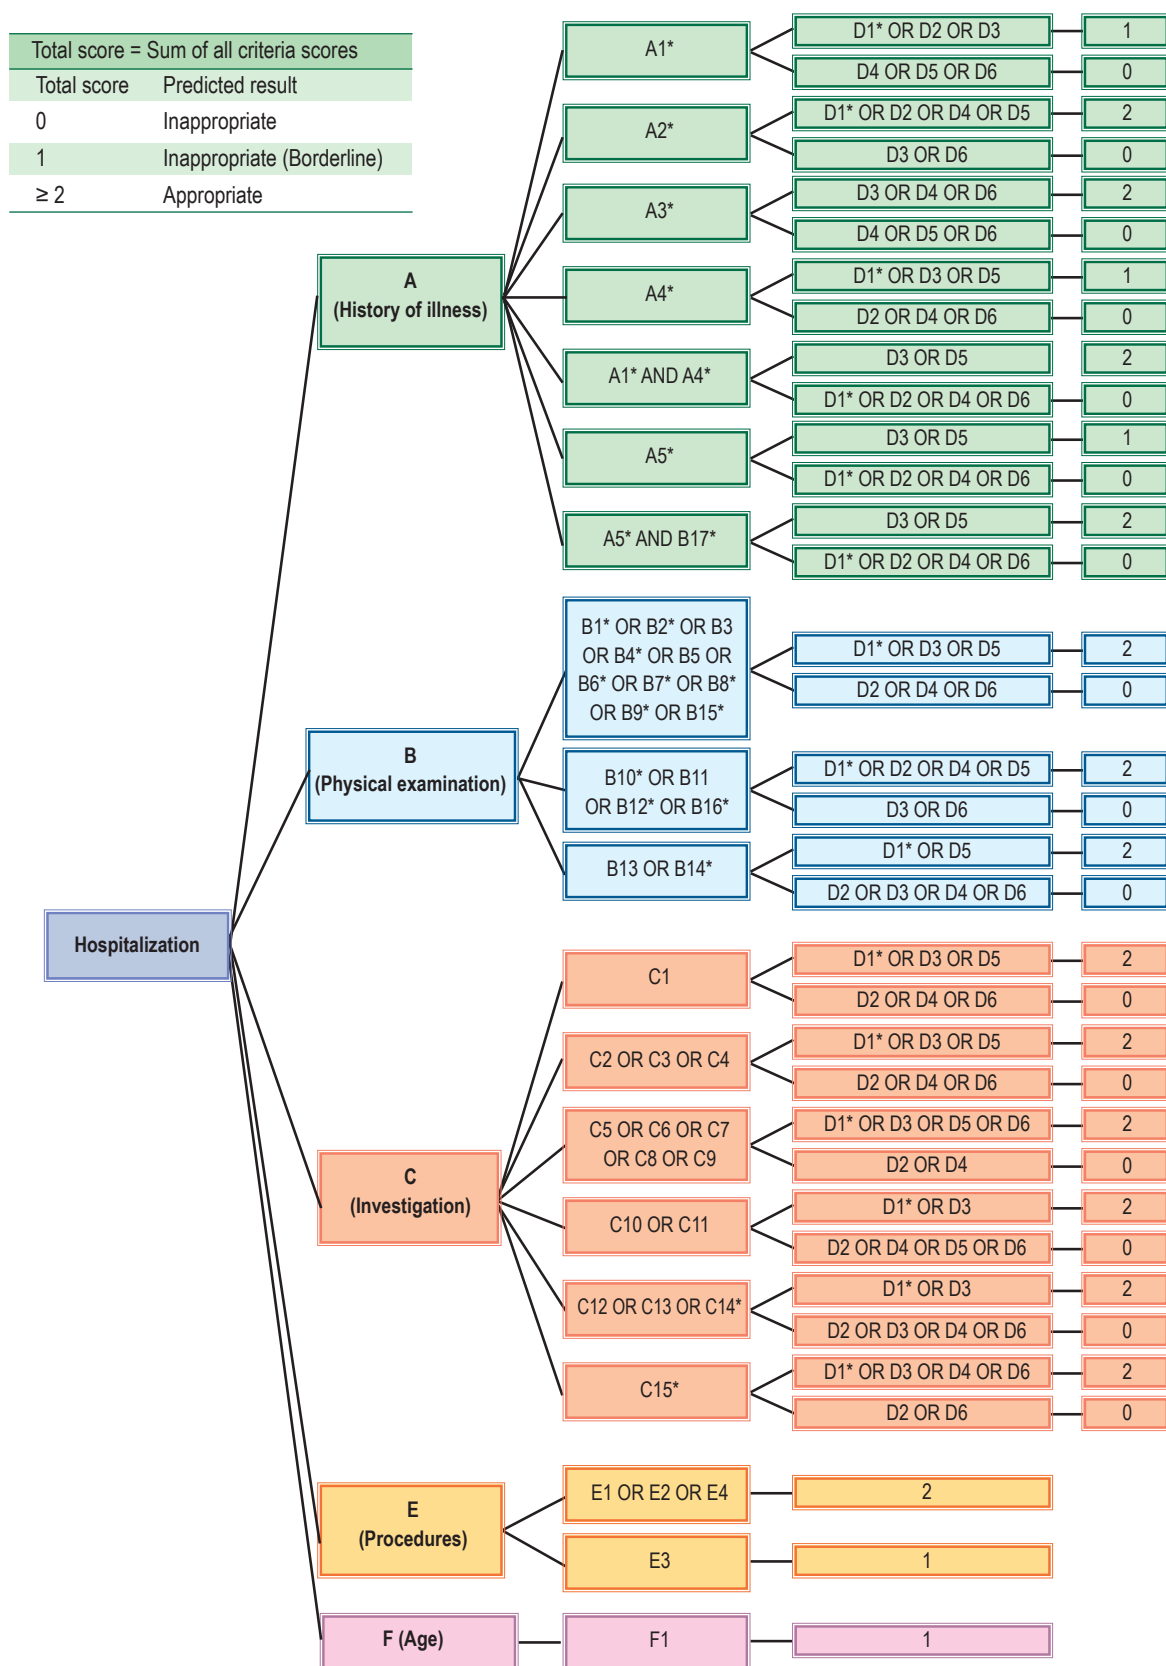 Total score = Sum of all criteria scores
Total score Predicted result
0 Inappropriate
1 Inappropriate (Borderline)
≥ 2 Appropriate
Hospitalization
A
(History of illness)
A1*
D1* OR D2 OR D3 1
D4 OR D5 OR D6 0
A2*
D1* OR D2 OR D4 OR D5 2
D3 OR D6 0
A3*
D3 OR D4 OR D6 2
D4 OR D5 OR D6 0
A4*
D1* OR D3 OR D5 1
D2 OR D4 OR D6 0
A1* AND A4*
D3 OR D5 2
D1* OR D2 OR D4 OR D6 0
A5*
D3 OR D5 1
D1* OR D2 OR D4 OR D6 0
A5* AND B17*
D3 OR D5 2
D1* OR D2 OR D4 OR D6 0
B
(Physical examination)
B1* OR B2* OR B3
OR B4* OR B5 OR
B6* OR B7* OR B8*
OR B9* OR B15*
D1* OR D3 OR D5 2
D2 OR D4 OR D6 0
B10* OR B11
OR B12* OR B16*
D1* OR D2 OR D4 OR D5 2
D3 OR D6 0
B13 OR B14*
D1* OR D5 2
D2 OR D3 OR D4 OR D6 0
C
(Investigation)
C1
D1* OR D3 OR D5 2
D2 OR D4 OR D6 0
C2 OR C3 OR C4
D1* OR D3 OR D5 2
D2 OR D4 OR D6 0
C5 OR C6 OR C7
OR C8 OR C9
D1* OR D3 OR D5 OR D6 2
D2 OR D4 0
C10 OR C11
D1* OR D3 2
D2 OR D4 OR D5 OR D6 0
C12 OR C13 OR C14*
D1* OR D3 2
D2 OR D3 OR D4 OR D6 0
C15*
D1* OR D3 OR D4 OR D6 2
D2 OR D6 0
E
(Procedures)
E1 OR E2 OR E4 2
E3 1
F (Age)
F1 1